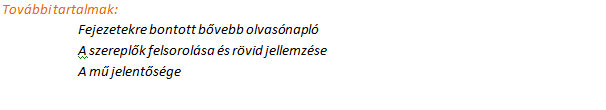 További tartalmak:
Fejezetekre bontott bővebb olvasónapló
A szereplők felsorolása és rövid jellemzése
A mű jelentősége